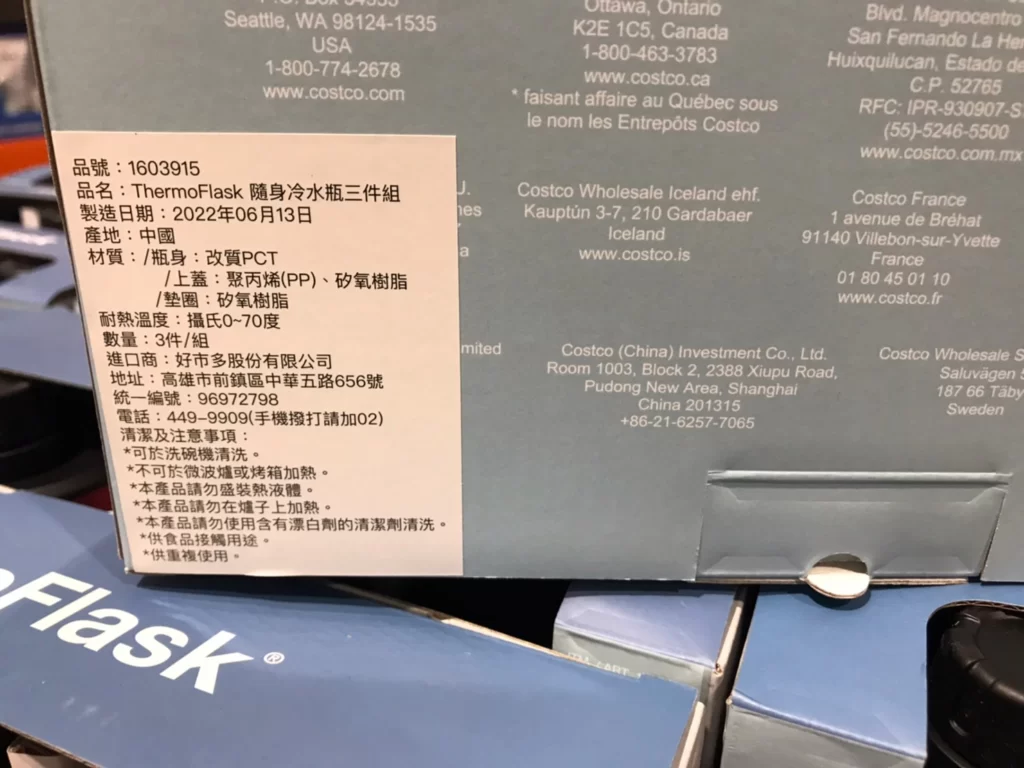 Seattle, WA 98124-1535
USA
1-800-774-2678
www.costco.com
Ottawa, Ontario
K2E 1C5, Canada
1-800-463-3783
www.costco.ca
* faisant affaire au Québec sous
le nom les Entrepôts Costco
Blvd. Magnocentro
San Fernando La
Huixquilucan, Estado de
C.P. 52765
RFC: IPR-930907-S
(55)-5246-5500
www.costco.com.mx
品號：1603915
品名：ThermoFlask 隨身冷水瓶三件組
製造日期：2022年06月13日
產地：中國
材質：/瓶身：改質PCT
/上蓋：聚丙烯(PP)、矽氧樹脂
/墊圈：矽氧樹脂
耐熱溫度：攝氏0~70度
數量：3件/組
進口商：好市多股份有限公司
地址：高雄市前鎮區中華五路656號
統一編號：96972798
電話：449-9909(手機撥打請加02)
清潔及注意事項：
*可於洗碗機清洗。
*不可於微波爐或烤箱加熱。
*本產品請勿盛裝熱液體。
*本產品請勿在爐子上加熱。
*本產品請勿使用含有漂白劑的清潔劑清洗。
*供食品接觸用途。
*供重複使用。
Costco Wholesale Iceland ehf.
Kauptún 3-7, 210 Gardabaer
Iceland
www.costco.is
Costco France
1 avenue de Bréhat
91140 Villebon-sur-Yvette
France
01 80 45 01 10
www.costco.fr
Costco (China) Investment Co., Ltd.
Room 1003, Block 2, 2388 Xiupu Road,
Pudong New Area, Shanghai
China 201315
+86-21-6257-7065
Costco Wholesale S
Saluvägen 5
187 66 Täby
Sweden
Flask®